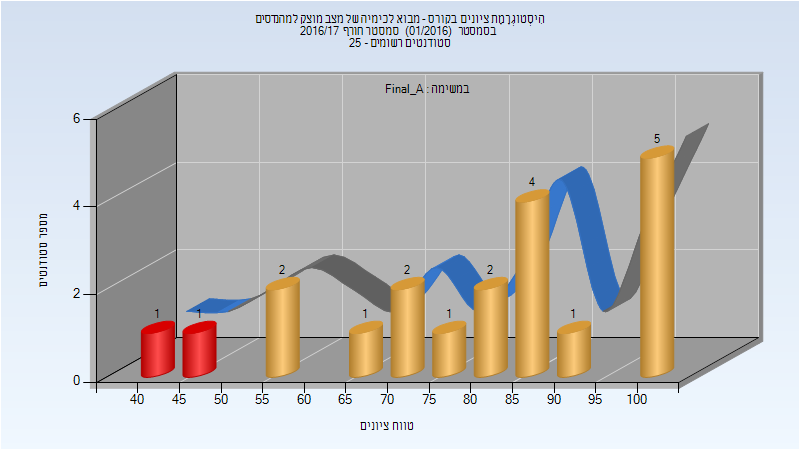 היסטוגרמת ציונים בקורס - מבוא לכימיה של מצב מוצק למהנדסים
בסמסטר (01/2016) סמסטר חורף 2016/17
סטודנטים רשומים - 25
במשימה : Final_A
מספר סטודנטים
6
4
2
0
1
1
2
1
2
1
2
4
1
5
40 45 50 55 60 65 70 75 80 85 90 95 100
טווח ציונים